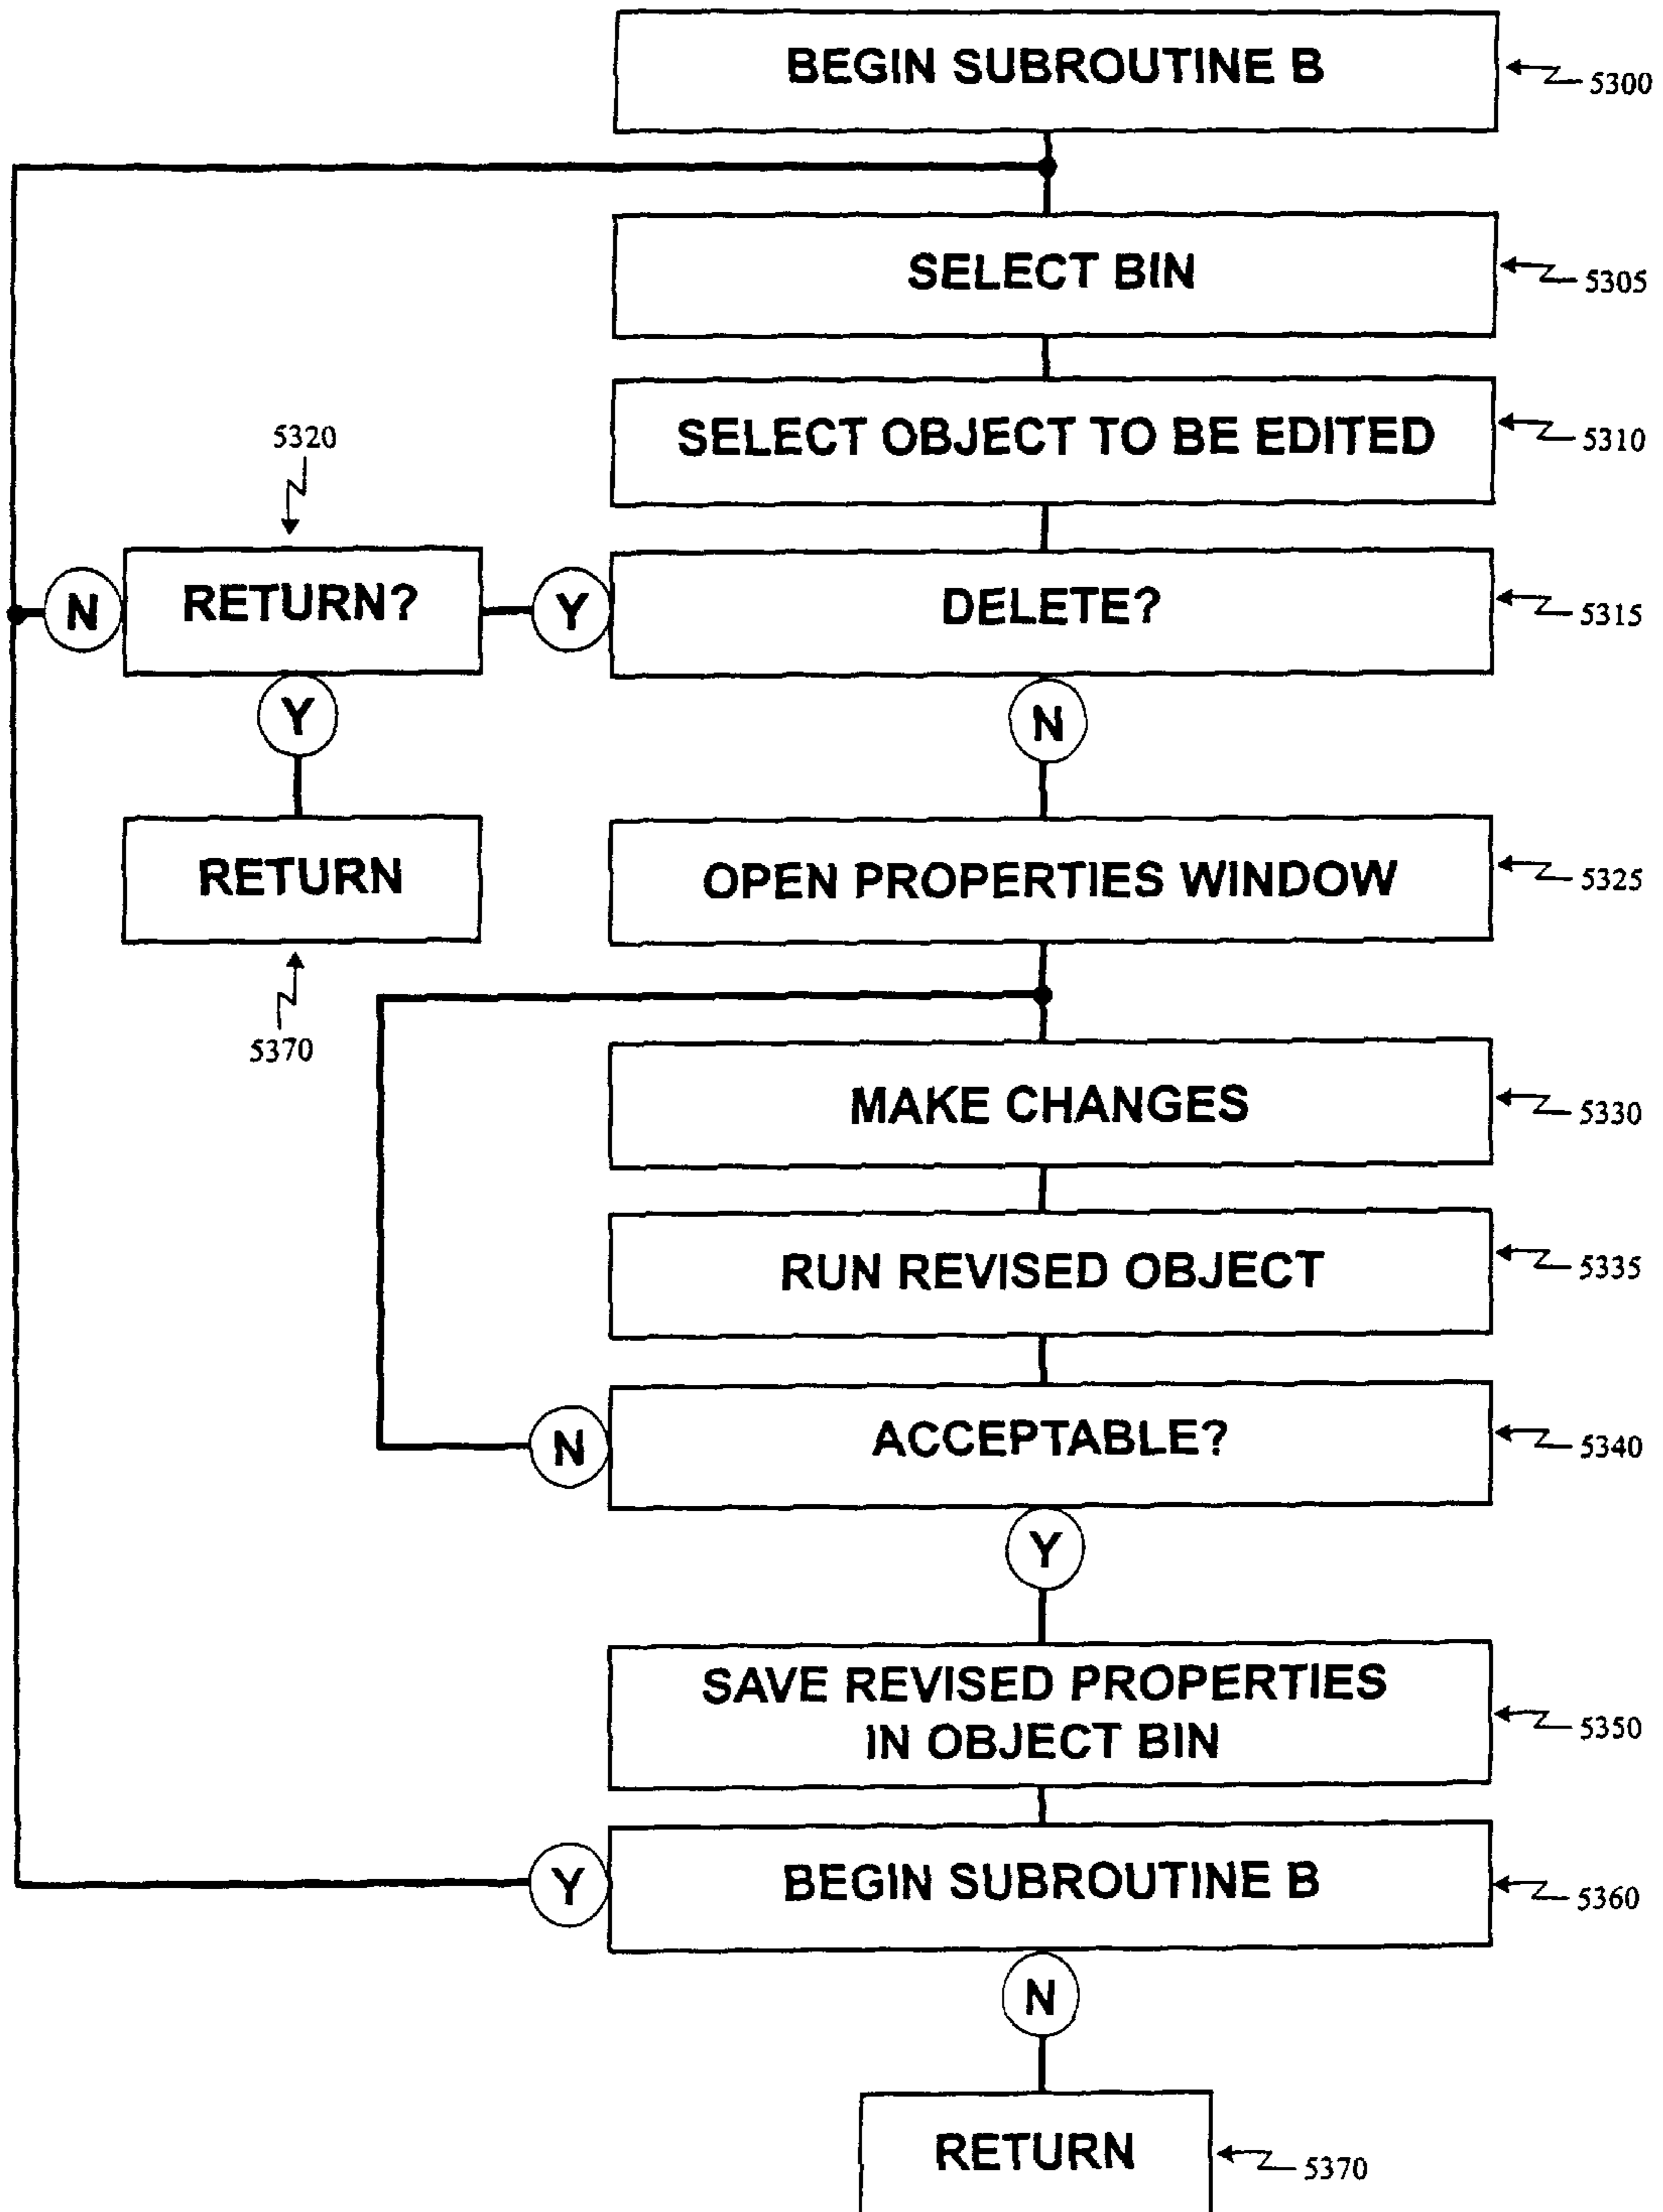 BEGIN SUBROUTINE B
5300
SELECT BIN
5305
SELECT OBJECT TO BE EDITED
5310
5320
N
RETURN?
Y
DELETE?
5315
Y
N
RETURN
OPEN PROPERTIES WINDOW
5325
5370
MAKE CHANGES
5330
RUN REVISED OBJECT
5335
N
ACCEPTABLE?
5340
Y
SAVE REVISED PROPERTIES
IN OBJECT BIN
5350
Y
BEGIN SUBROUTINE B
5360
N
RETURN
5370